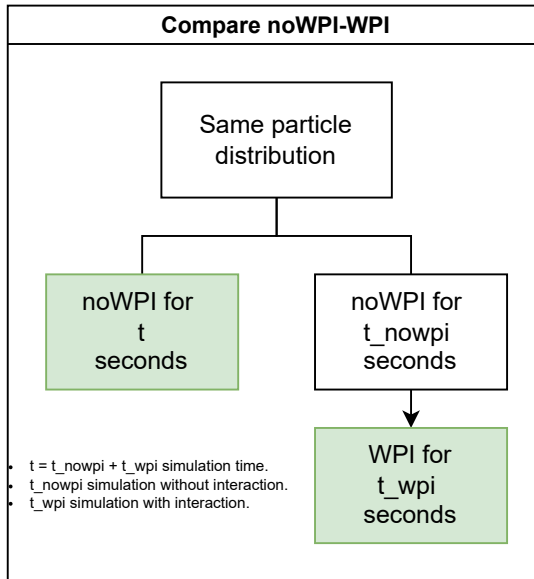 Compare noWPI-WPI
Same particle
distribution
noWPI for
t
seconds
noWPI for
t_nowpi
seconds
WPI for
t_wpi
seconds
• t = t_nowpi + t_wpi simulation time.
• t_nowpi simulation without interaction.
• t_wpi simulation with interaction.